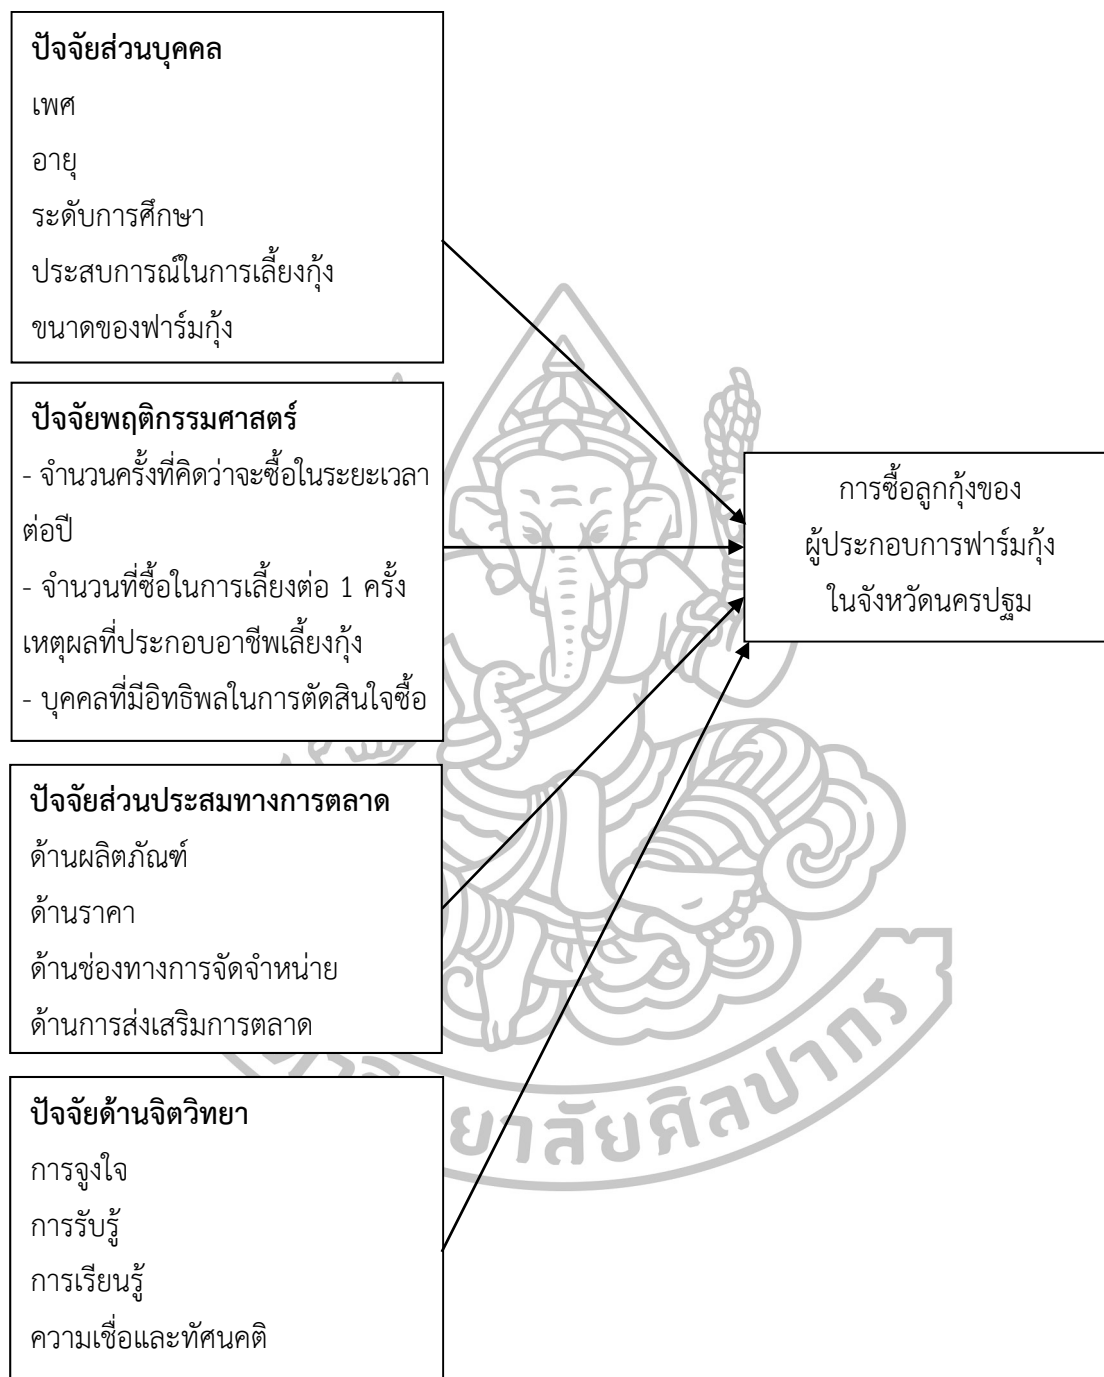 ปัจจัยส่วนบุคคล
เพศ
อายุ
ระดับการศึกษา
ประสบการณ์ในการเลี้ยงกุ้ง
ขนาดของฟาร์มกุ้ง
ปัจจัยพฤติกรรมศาสตร์
- จำนวนครั้งที่คิดว่าจะซื้อในระยะเวลา
ต่อปี
- จำนวนที่ซื้อในการเลี้ยงต่อ 1 ครั้ง
เหตุผลที่ประกอบอาชีพเลี้ยงกุ้ง
- บุคคลที่มีอิทธิพลในการตัดสินใจซื้อ
ปัจจัยส่วนประสมทางการตลาด
ด้านผลิตภัณฑ์
ด้านราคา
ด้านช่องทางการจัดจำหน่าย
ด้านการส่งเสริมการตลาด
ปัจจัยด้านจิตวิทยา
การจูงใจ
การรับรู้
การเรียนรู้
ความเชื่อและทัศนคติ
การซื้อลูกกุ้งของ
ผู้ประกอบการฟาร์มกุ้ง
ในจังหวัดนครปฐม
ยาลัยศิลปากร